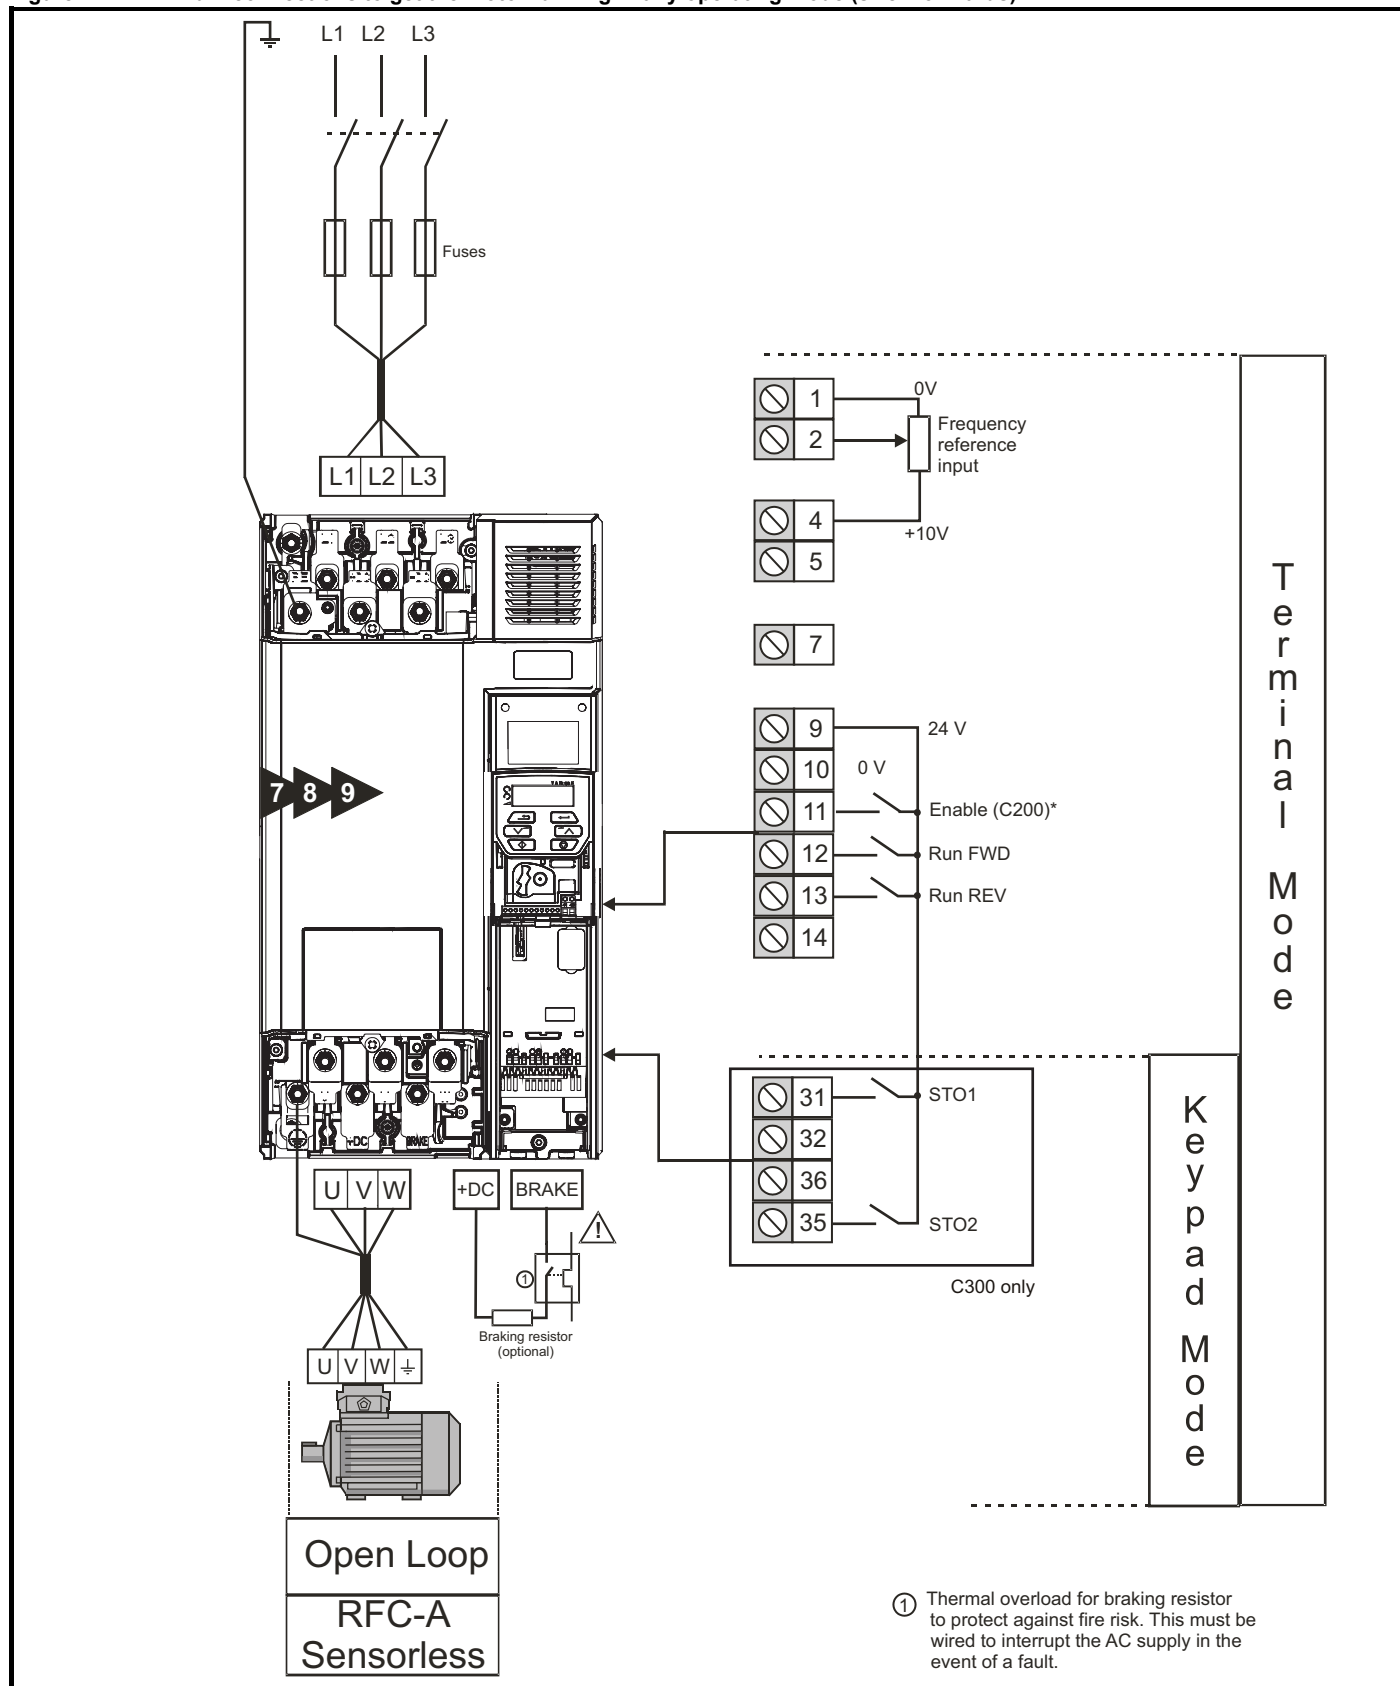 L1 L2 L3
Fuses
L1 L2 L3
1 0V
2 Frequency
reference
input
4 +10V
5
7
9 24 V
10 0 V
11 Enable (C200)*
12 Run FWD
13 Run REV
14
7 8 9
31 STO1
32
36
35 STO2
C300 only
+DC BRAKE
U V W +DC BRAKE
!
1
Braking resistor
(optional)
U V W
Open Loop
RFC-A
Sensorless
Terminal Mode
Keypad Mode
1 Thermal overload for braking resistor
to protect against fire risk. This must be
wired to interrupt the AC supply in the
event of a fault.